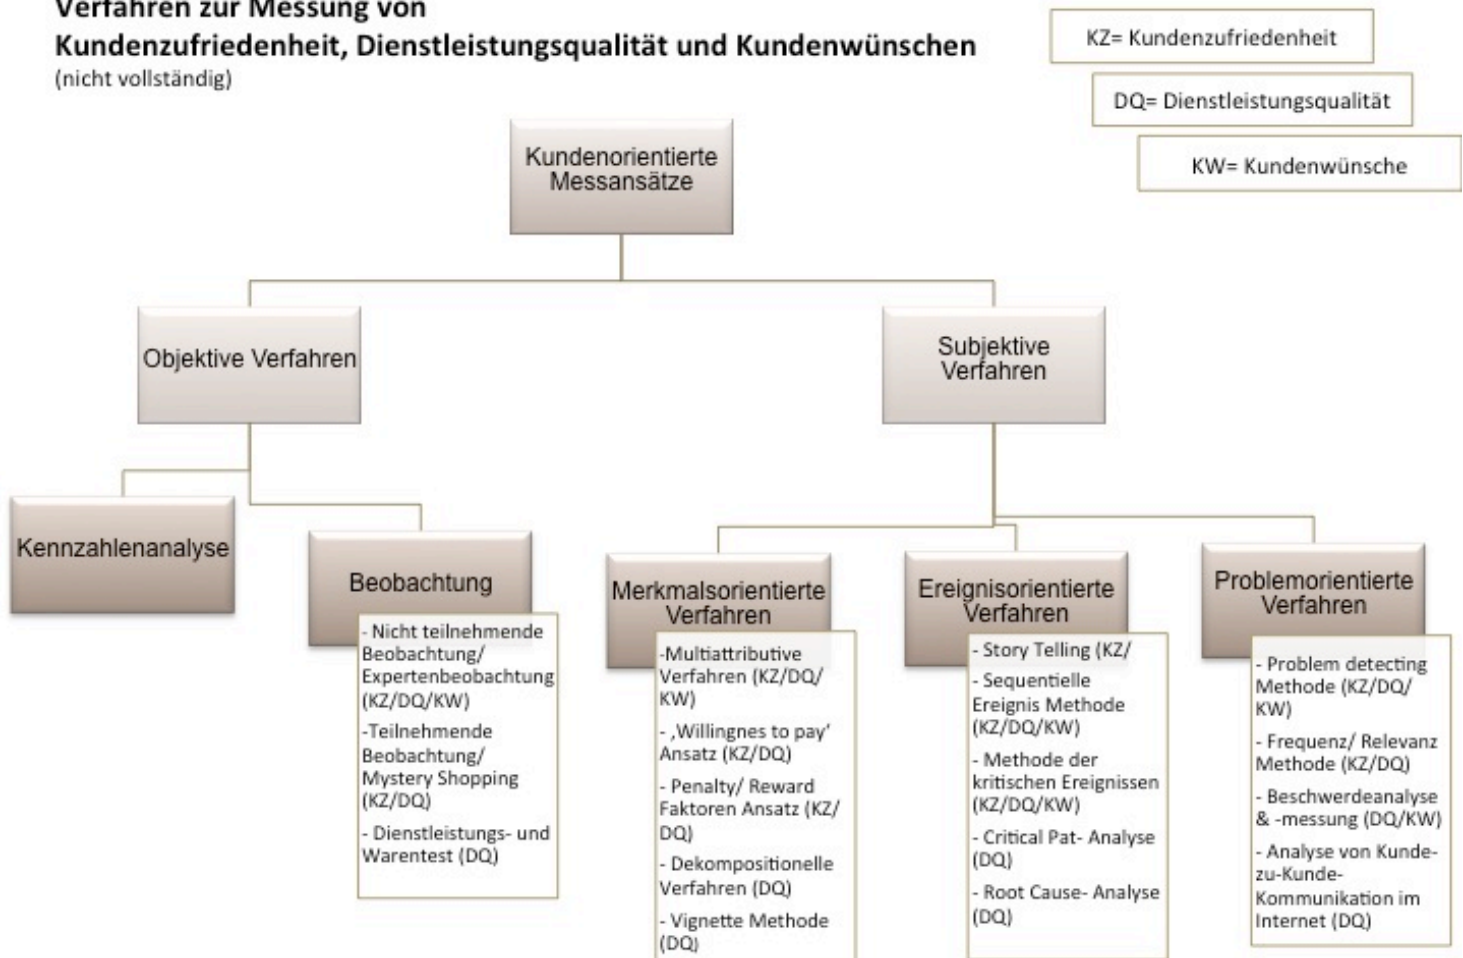 Verfahren zur Messung von
Kundenzufriedenheit, Dienstleistungsqualität und Kundenwünschen
(nicht vollständig)
KZ= Kundenzufriedenheit
DQ= Dienstleistungsqualität
KW= Kundenwünsche
Kundenorientierte
Messansätze
Objektive Verfahren
Subjektive
Verfahren
Kennzahlenanalyse
Beobachtung
- Nicht teilnehmende
Beobachtung/
Expertenbeobachtung
(KZ/DQ/KW)
-Teilnehmende
Beobachtung/
Mystery Shopping
(KZ/DQ)
- Dienstleistungs- und
Warentest (DQ)
Merkmalsorientierte
Verfahren
-Multiattributive
Verfahren (KZ/DQ/
KW)
- ‚Willingnes to pay‘
Ansatz (KZ/DQ)
- Penalty/ Reward
Faktoren Ansatz (KZ/
DQ)
- Dekompositionelle
Verfahren (DQ)
- Vignette Methode
(DQ)
Ereignisorientierte
Verfahren
- Story Telling (KZ/
- Sequentielle
Ereignis Methode
(KZ/DQ/KW)
- Methode der
kritischen Ereignissen
(KZ/DQ/KW)
- Critical Pat- Analyse
(DQ)
- Root Cause- Analyse
(DQ)
Problemorientierte
Verfahren
- Problem detecting
Methode (KZ/DQ/
KW)
- Frequenz/ Relevanz
Methode (KZ/DQ)
- Beschwerdeanalyse
& -messung (DQ/KW)
- Analyse von Kunde-
zu-Kunde-
Kommunikation im
Internet (DQ)